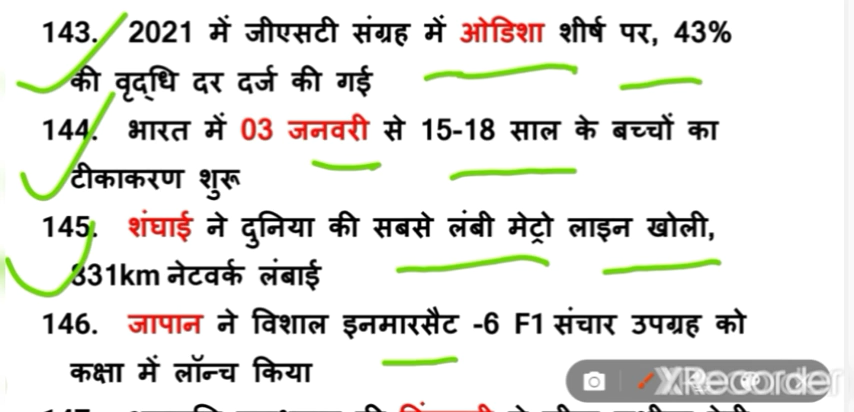 143. 2021 में जीएसटी संग्रह में ओडिशा शीर्ष पर, 43%
की वृद्धि दर दर्ज की गई
144. भारत में 03 जनवरी से 15-18 साल के बच्चों का
टीकाकरण शुरू
145. शंघाई ने दुनिया की सबसे लंबी मेट्रो लाइन खोली,
831km नेटवर्क लंबाई
146. जापान ने विशाल इनमारसैट -6 F1 संचार उपग्रह को
कक्षा में लॉन्च किया
XRecorder